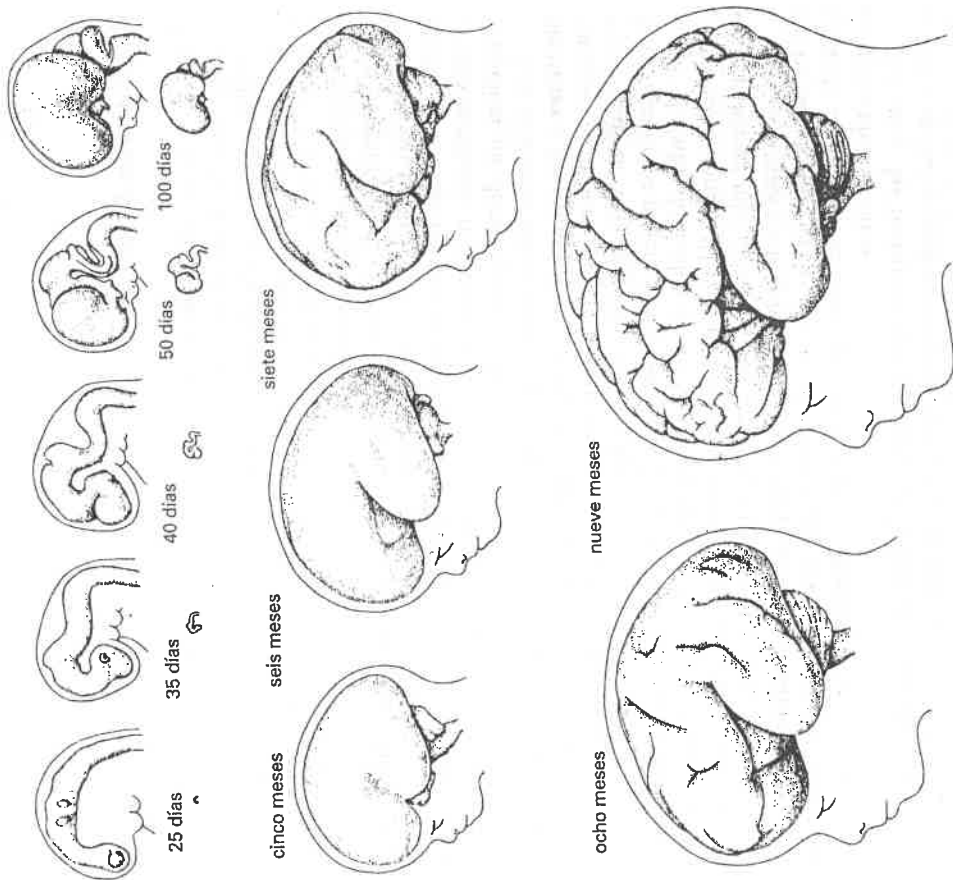 25 días
35 días
40 días
50 días
100 días
cinco meses
seis meses
siete meses
ocho meses
nueve meses